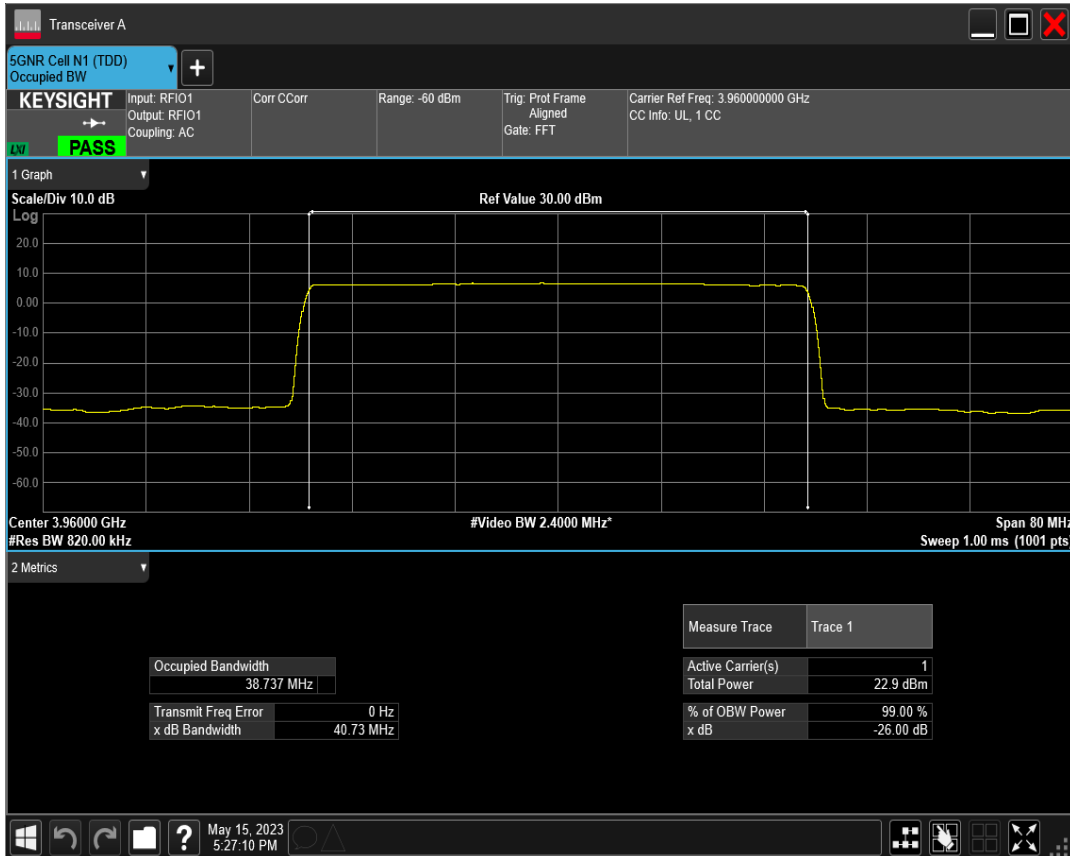 Transceiver A
5GNR Cell N1 (TDD)
Occupied BW
+
KEYSIGHT
LXI
PASS
Input: RFIO1
Output: RFIO1
Coupling: AC
Corr CCorr
Range: -60 dBm
Trig: Prot Frame
Aligned
Gate: FFT
Carrier Ref Freq: 3.960000000 GHz
CC Info: UL, 1 CC
1 Graph
Scale/Div 10.0 dB
Ref Value 30.00 dBm
Log
20.0
10.0
0.00
-10.0
-20.0
-30.0
-40.0
-50.0
-60.0
Center 3.96000 GHz
#Video BW 2.4000 MHz*
Span 80 MHz
#Res BW 820.00 kHz
Sweep 1.00 ms (1001 pts)
2 Metrics
Measure Trace Trace 1
Occupied Bandwidth
38.737 MHz
Active Carrier(s) 1
Total Power 22.9 dBm
Transmit Freq Error 0 Hz
x dB Bandwidth 40.73 MHz
% of OBW Power 99.00 %
x dB -26.00 dB
?
May 15, 2023
5:27:10 PM